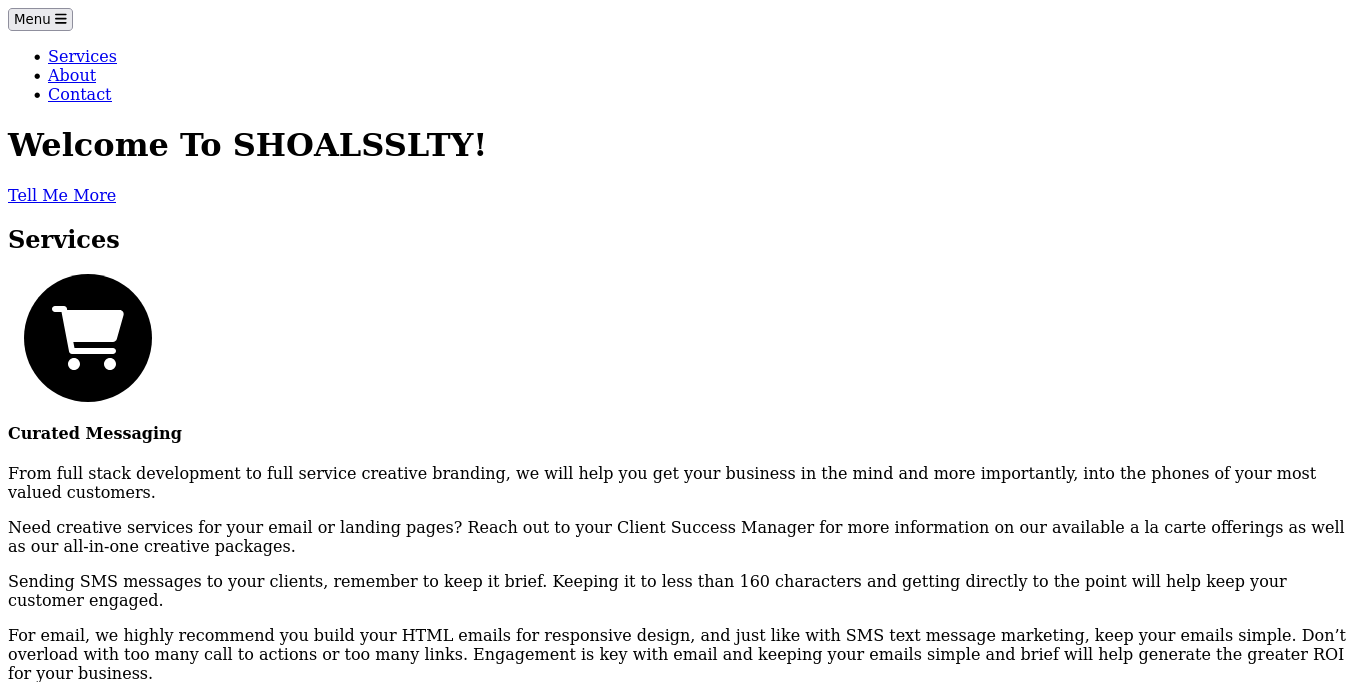 Menu
Services
About
Contact
Welcome To SHOALSSLTY!
Tell Me More
Services
Curated Messaging
From full stack development to full service creative branding, we will help you get your business in the mind and more importantly, into the phones of your most
valued customers.
Need creative services for your email or landing pages? Reach out to your Client Success Manager for more information on our available a la carte offerings as well
as our all-in-one creative packages.
Sending SMS messages to your clients, remember to keep it brief. Keeping it to less than 160 characters and getting directly to the point will help keep your
customer engaged.
For email, we highly recommend you build your HTML emails for responsive design, and just like with SMS text message marketing, keep your emails simple. Don’t
overload with too many call to actions or too many links. Engagement is key with email and keeping your emails simple and brief will help generate the greater ROI
for your business.